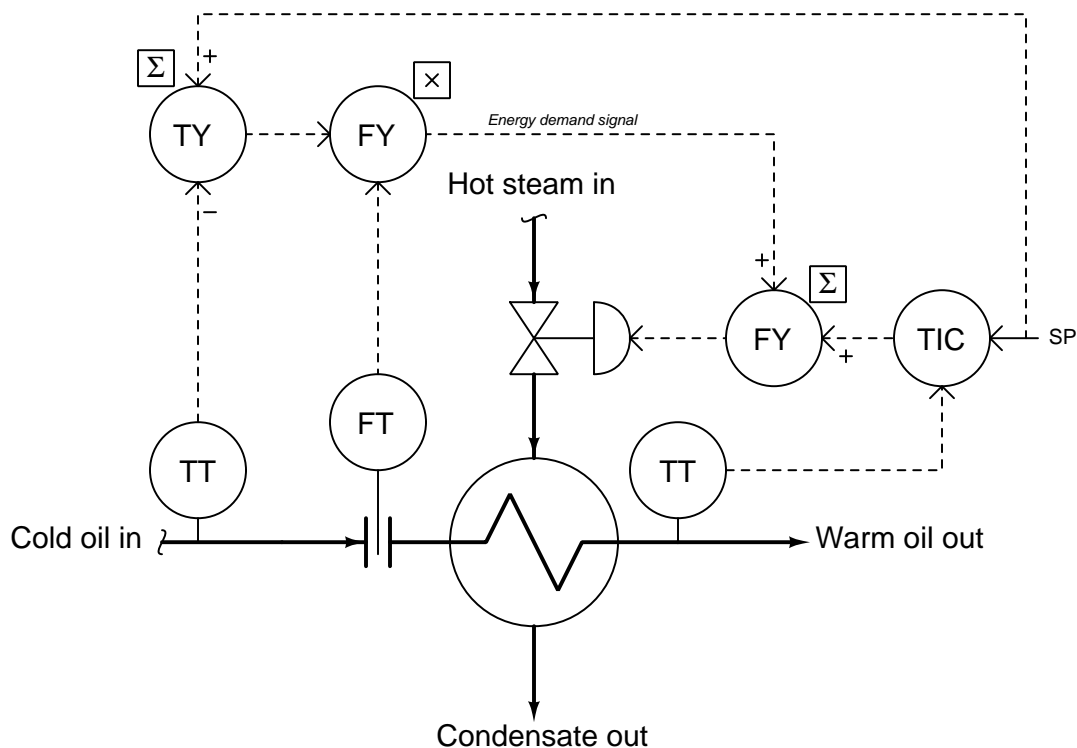 +
Σ
×
TY
FY
Energy demand signal
−
Hot steam in
+
Σ
FY
TIC
SP
+
FT
TT
TT
Cold oil in
Warm oil out
Condensate out